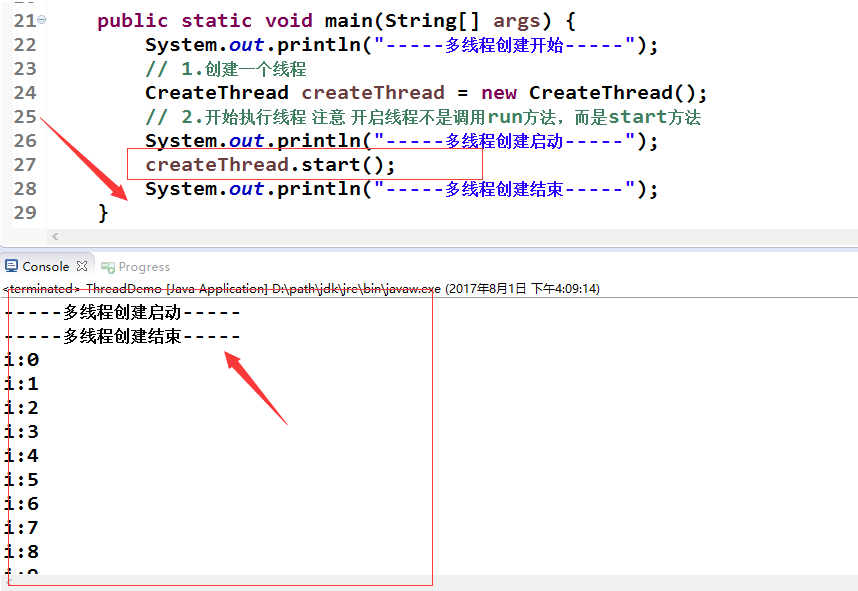 21 public static void main(String[] args) {
22 System.out.println("-----多线程创建开始-----");
23 // 1.创建一个线程
24 CreateThread createThread = new CreateThread();
25 // 2.开始执行线程 注意 开启线程不是调用run方法，而是start方法
26 System.out.println("-----多线程创建启动-----");
27 createThread.start();
28 System.out.println("-----多线程创建结束-----");
29 }
Console Progress
<terminated> ThreadDemo [Java Application] D:\path\jdk\jre\bin\javaw.exe (2017年8月1日 下午4:09:14)
-----多线程创建启动-----
-----多线程创建结束-----
i:0
i:1
i:2
i:3
i:4
i:5
i:6
i:7
i:8